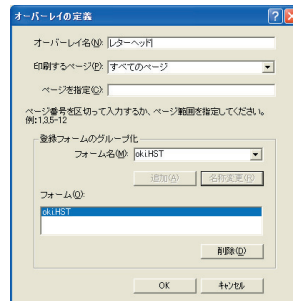 オーバーレイの定義
オーバーレイ名(N): レターヘッド
印刷するページ(P): すべてのページ
ページを指定(C):
ページ番号を区切って入力するか、ページ範囲を指定してください。
例:1,3,5-12
登録フォームのグループ化
フォーム名(M): oki.HST
追加(A) 名称変更(R)
フォーム(O):
oki.HST
削除(D)
OK キャンセル